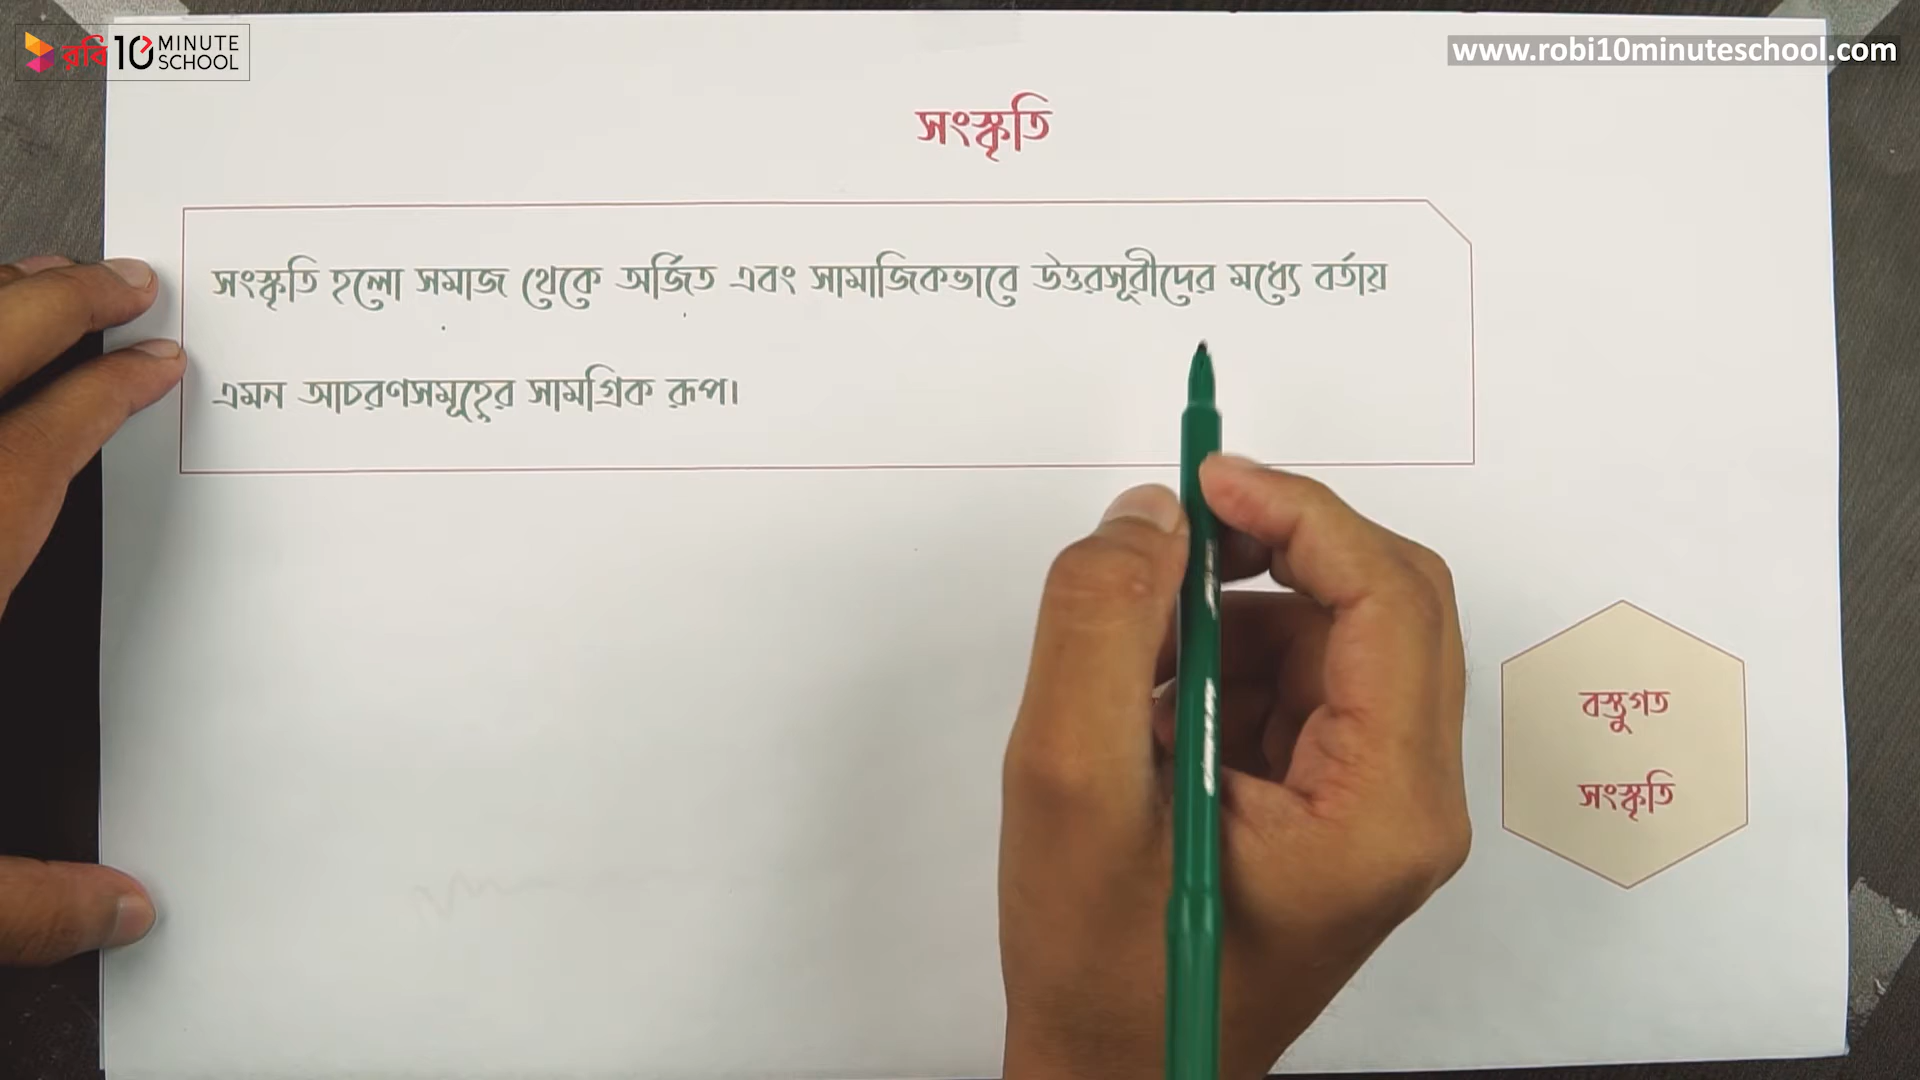 রবি 10 MINUTE SCHOOL
www.robi10minuteschool.com
সংস্কৃতি
সংস্কৃতি হলো সমাজ থেকে অর্জিত এবং সামাজিকভাবে উত্তরসূরীদের মধ্যে বর্তায়
এমন আচরণসমূহের সামগ্রিক রূপ।
বস্তুগত
সংস্কৃতি